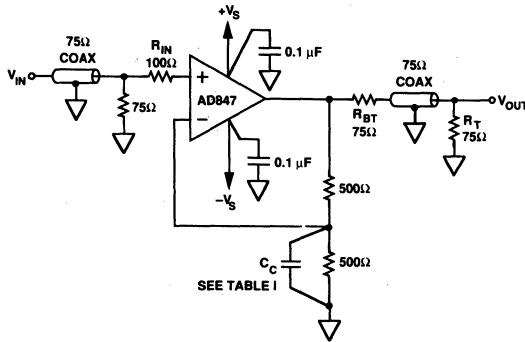 +V_S
0.1 µF
75Ω
COAX
R_IN
100Ω
V_IN
75Ω
+
AD847
−
0.1 µF
−V_S
75Ω
COAX
R_BT
75Ω
V_OUT
R_T
75Ω
500Ω
C_C
SEE TABLE I
500Ω